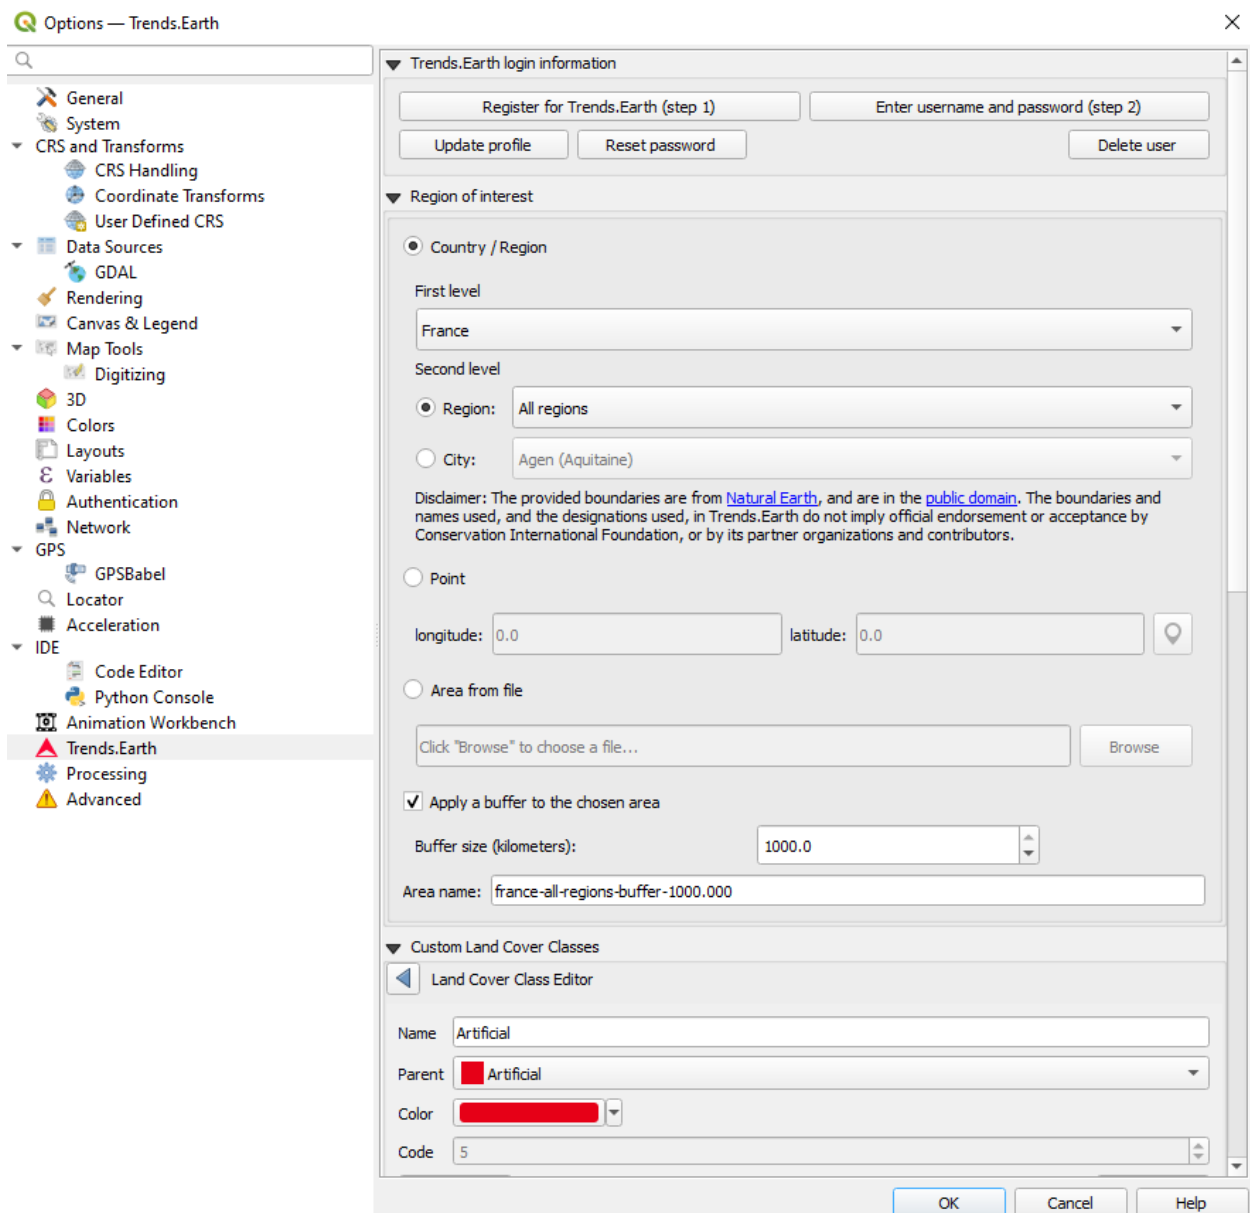 Options — Trends.Earth
General
System
CRS and Transforms
CRS Handling
Coordinate Transforms
User Defined CRS
Data Sources
GDAL
Rendering
Canvas & Legend
Map Tools
Digitizing
3D
Colors
Layouts
Variables
Authentication
Network
GPS
GPSBabel
Locator
Acceleration
IDE
Code Editor
Python Console
Animation Workbench
Trends.Earth
Processing
Advanced
Trends.Earth login information
Register for Trends.Earth (step 1)
Enter username and password (step 2)
Update profile
Reset password
Delete user
Region of interest
Country / Region
First level
France
Second level
Region: All regions
City: Agen (Aquitaine)
Disclaimer: The provided boundaries are from Natural Earth, and are in the public domain. The boundaries and
names used, and the designations used, in Trends.Earth do not imply official endorsement or acceptance by
Conservation International Foundation, or by its partner organizations and contributors.
Point
longitude: 0.0 latitude: 0.0
Area from file
Click "Browse" to choose a file... Browse
Apply a buffer to the chosen area
Buffer size (kilometers): 1000.0
Area name: france-all-regions-buffer-1000.000
Custom Land Cover Classes
Land Cover Class Editor
Name Artificial
Parent Artificial
Color
Code 5
OK Cancel Help